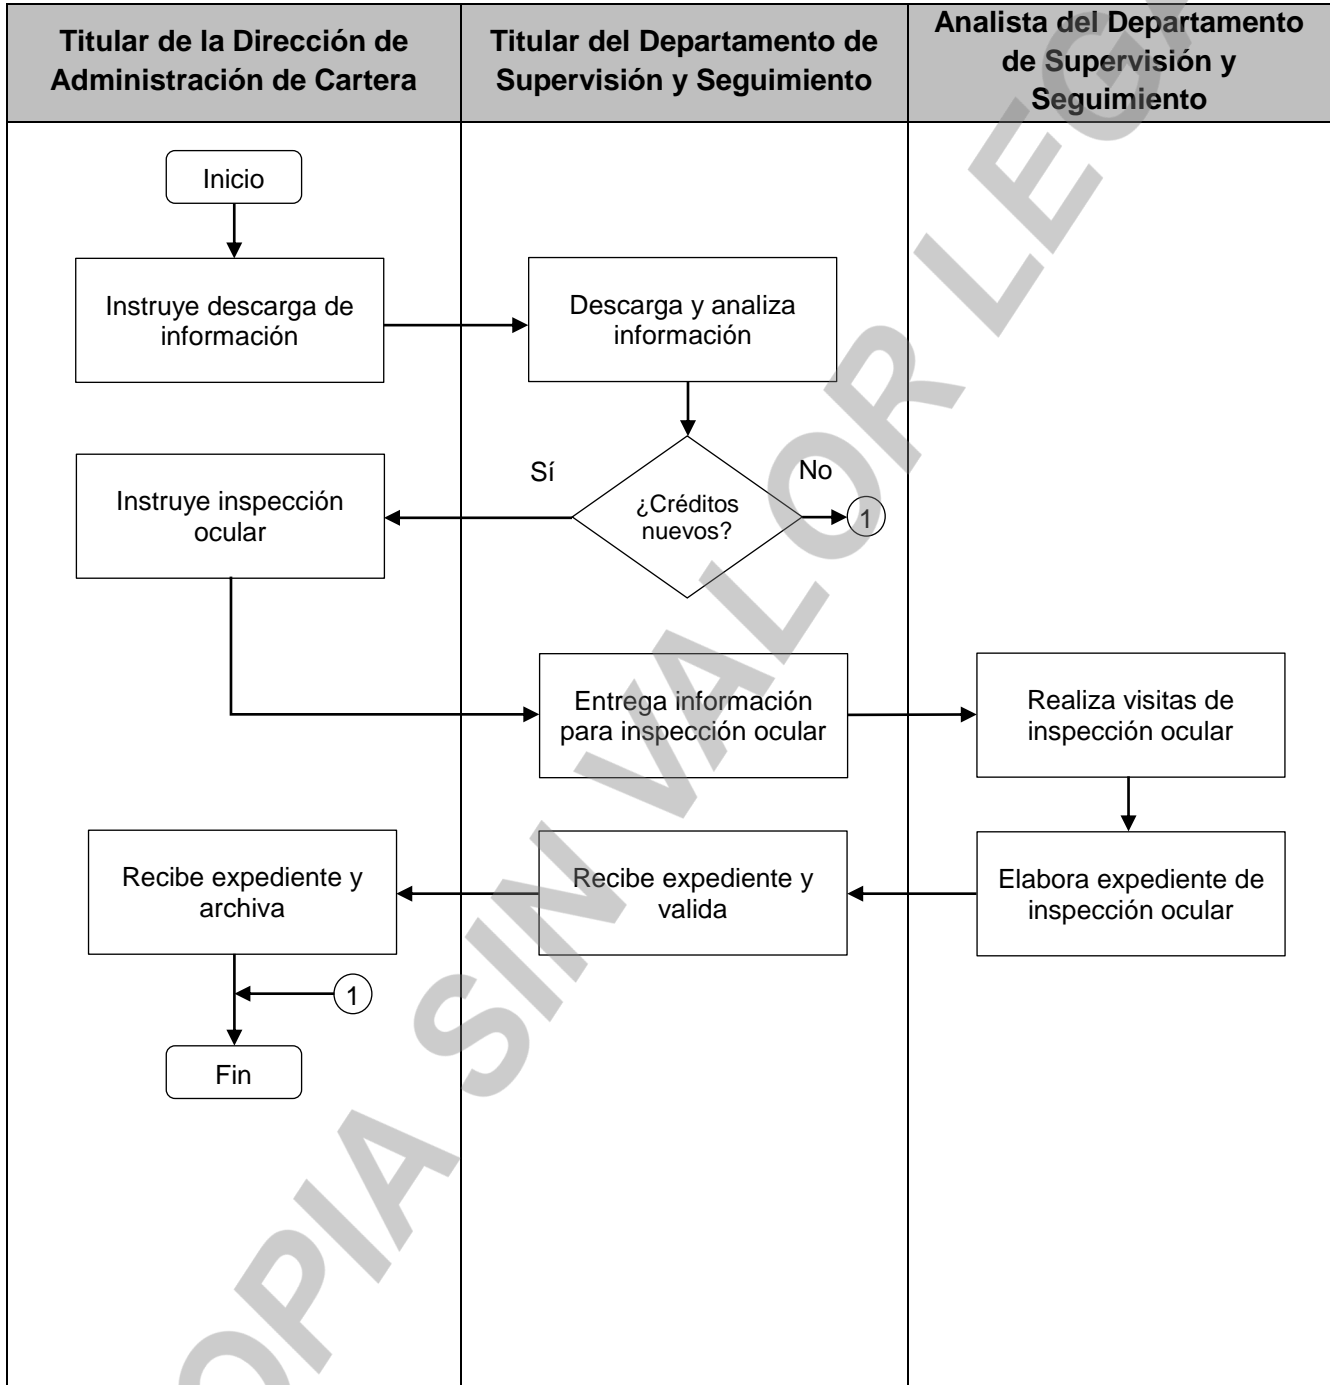 Titular de la Dirección de
Administración de Cartera
Titular del Departamento de
Supervisión y Seguimiento
Analista del Departamento
de Supervisión y
Seguimiento
Inicio
Instruye descarga de
información
Descarga y analiza
información
Sí
No
¿Créditos
nuevos?
1
Instruye inspección
ocular
Entrega información
para inspección ocular
Realiza visitas de
inspección ocular
Recibe expediente y
archiva
Recibe expediente y
valida
Elabora expediente de
inspección ocular
1
Fin
OPIA SIN VALOR LEGA